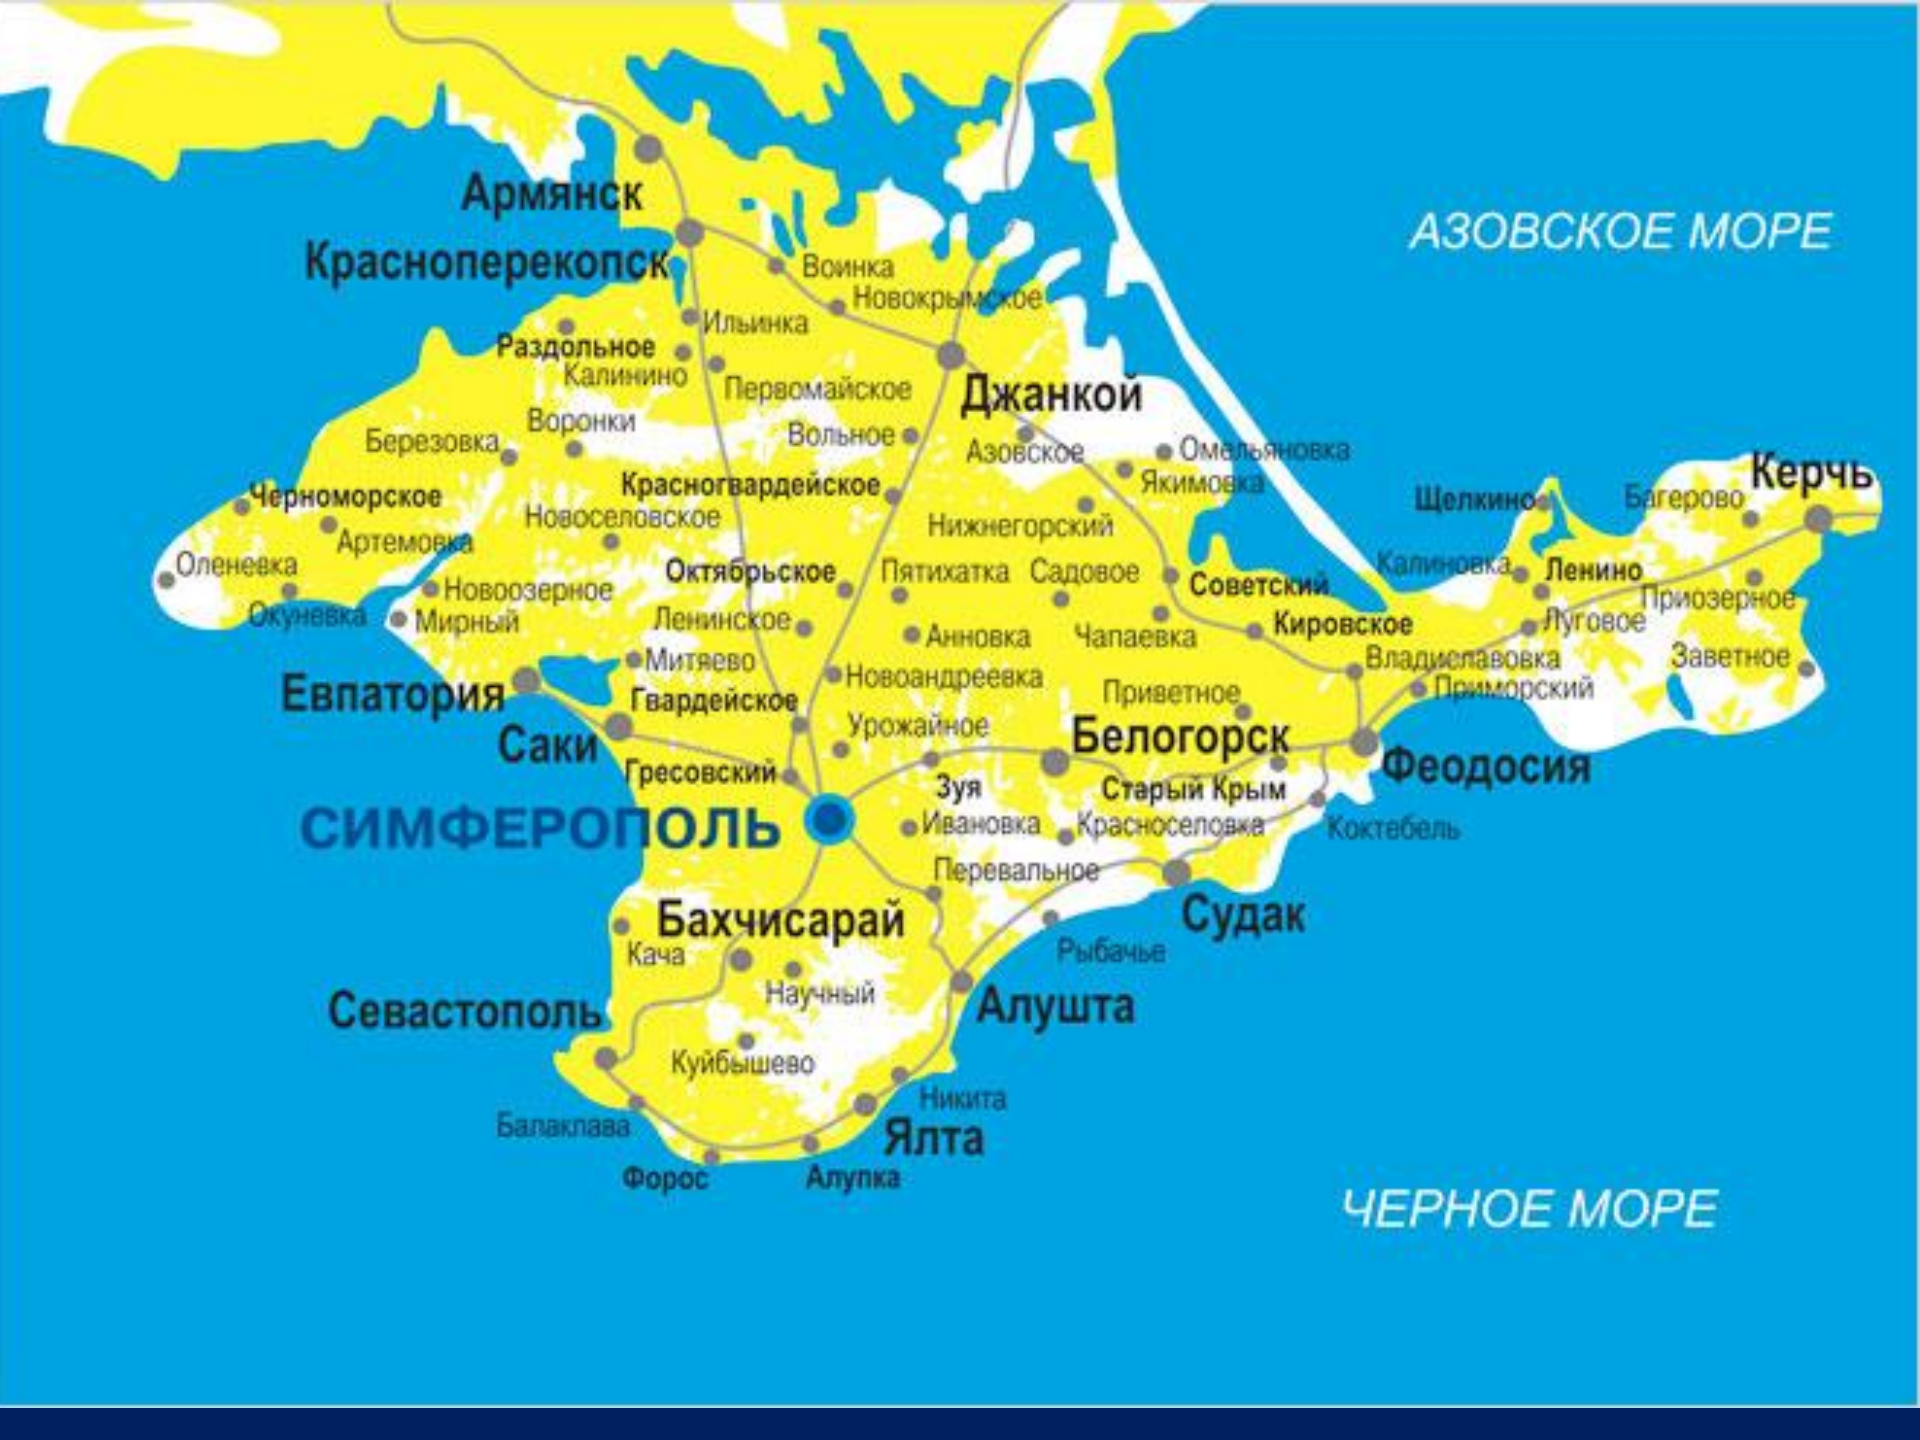 Армянск
АЗОВСКОЕ МОРЕ
Красноперекопск
Воинка
Новокрымское
Ильинка
Раздольное
Калинино
Первомайское
Джанкой
Воронки
Березовка
Вольное
Азовское
Омельяновка
Якимовка
Керчь
Черноморское
Красногвардейское
Щелкино
Багерово
Новоселовское
Нижнегорский
Артемовка
Оленевка
Октябрьское
Пятихатка
Садовое
Советский
Калиновка
Ленино
Новоозерное
Приозерное
Окуневка
Мирный
Ленинское
Анновка
Чапаевка
Кировское
Луговое
Митяево
Владиславовка
Заветное
Новоандреевка
Евпатория
Гвардейское
Приветное
Приморский
Урожайное
Саки
Белогорск
Феодосия
Гресовский
Зуя
Старый Крым
СИМФЕРОПОЛЬ
Ивановка
Красноселовка
Коктебель
Перевальное
Бахчисарай
Судак
Кача
Рыбачье
Научный
Севастополь
Алушта
Куйбышево
Никита
Балаклава
Ялта
Форос
Алупка
ЧЕРНОЕ МОРЕ